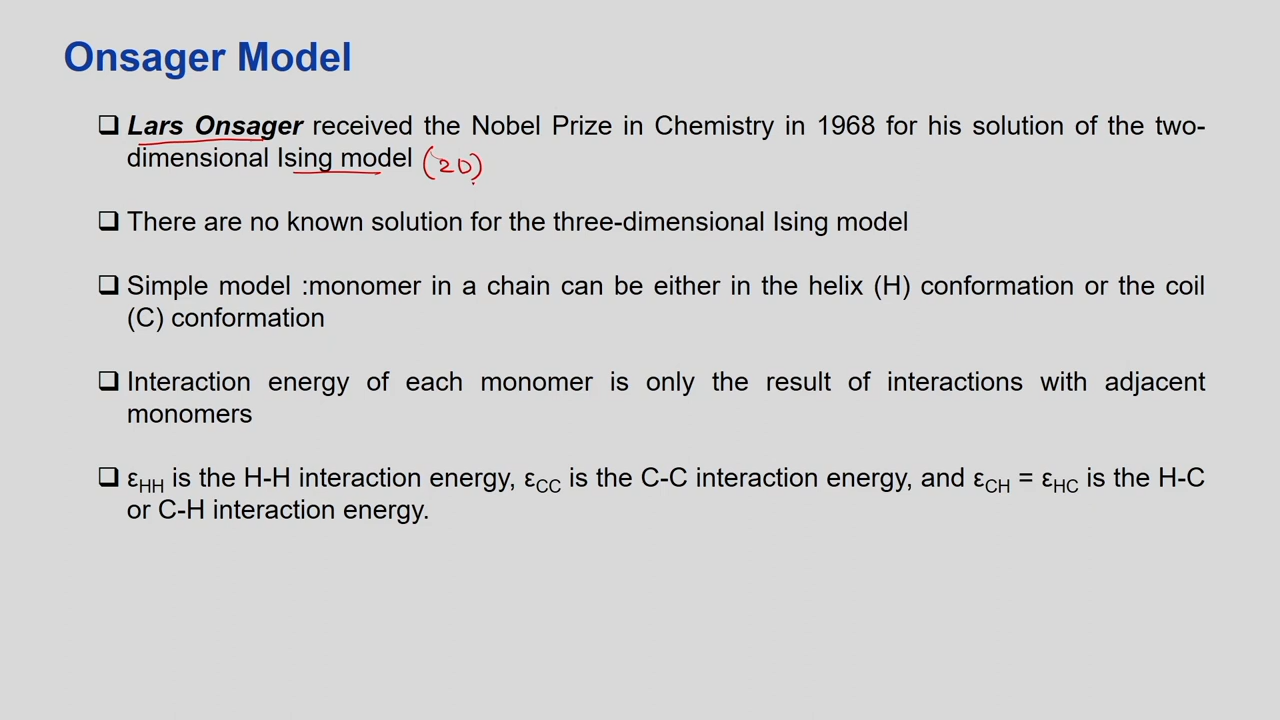 Onsager Model
❑ Lars Onsager received the Nobel Prize in Chemistry in 1968 for his solution of the two-
dimensional Ising model (2D)
❑ There are no known solution for the three-dimensional Ising model
❑ Simple model :monomer in a chain can be either in the helix (H) conformation or the coil
(C) conformation
❑ Interaction energy of each monomer is only the result of interactions with adjacent
monomers
❑ εHH is the H-H interaction energy, εCC is the C-C interaction energy, and εCH = εHC is the H-C
or C-H interaction energy.